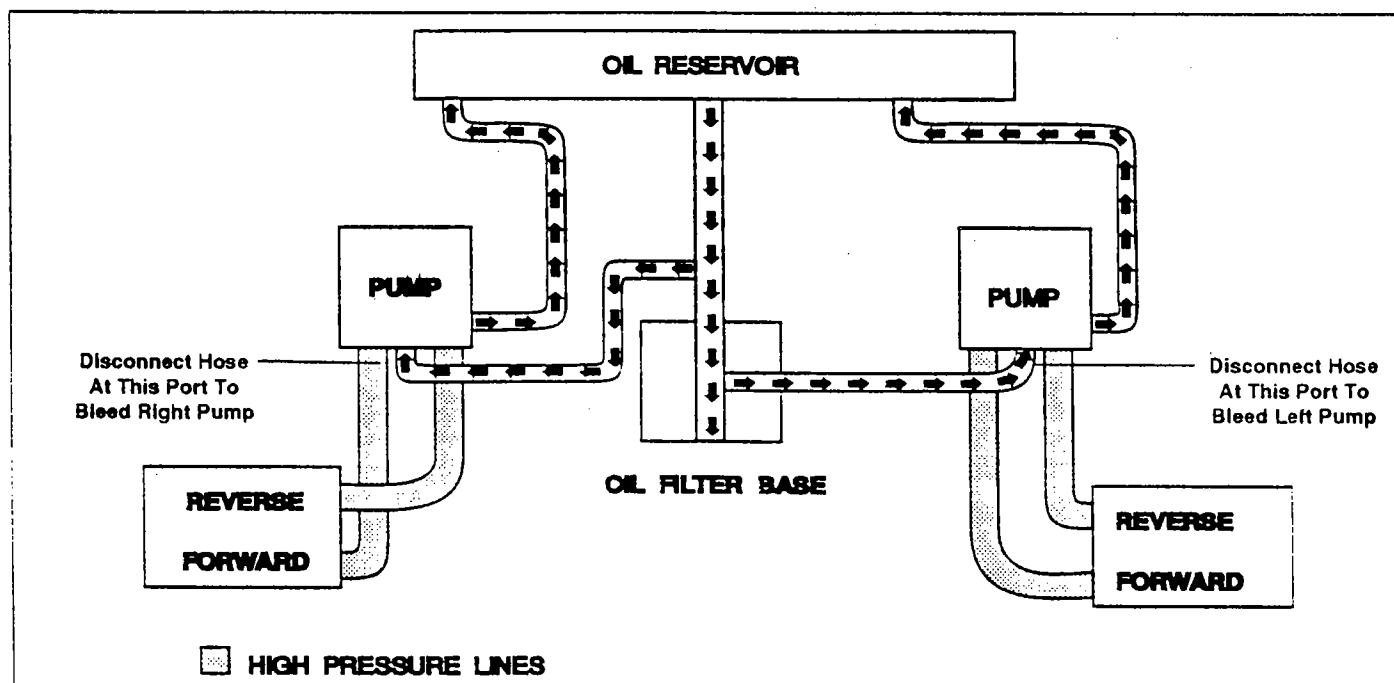 OIL RESERVOIR
PUMP
PUMP
Disconnect Hose
At This Port To
Bleed Right Pump
Disconnect Hose
At This Port To
Bleed Left Pump
OIL FILTER BASE
REVERSE
FORWARD
REVERSE
FORWARD
HIGH PRESSURE LINES